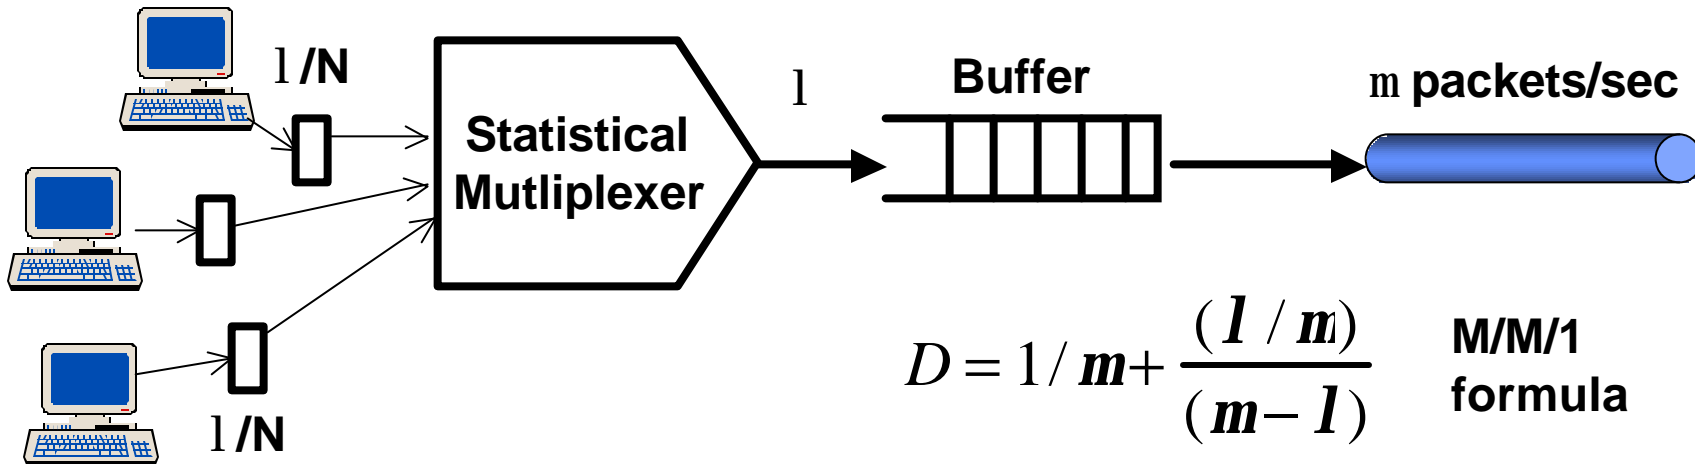 l /N
l
Buffer
m packets/sec
Statistical
Mutliplexer
l /N
D = 1 / m + (l / m) / (m − l)
M/M/1
formula